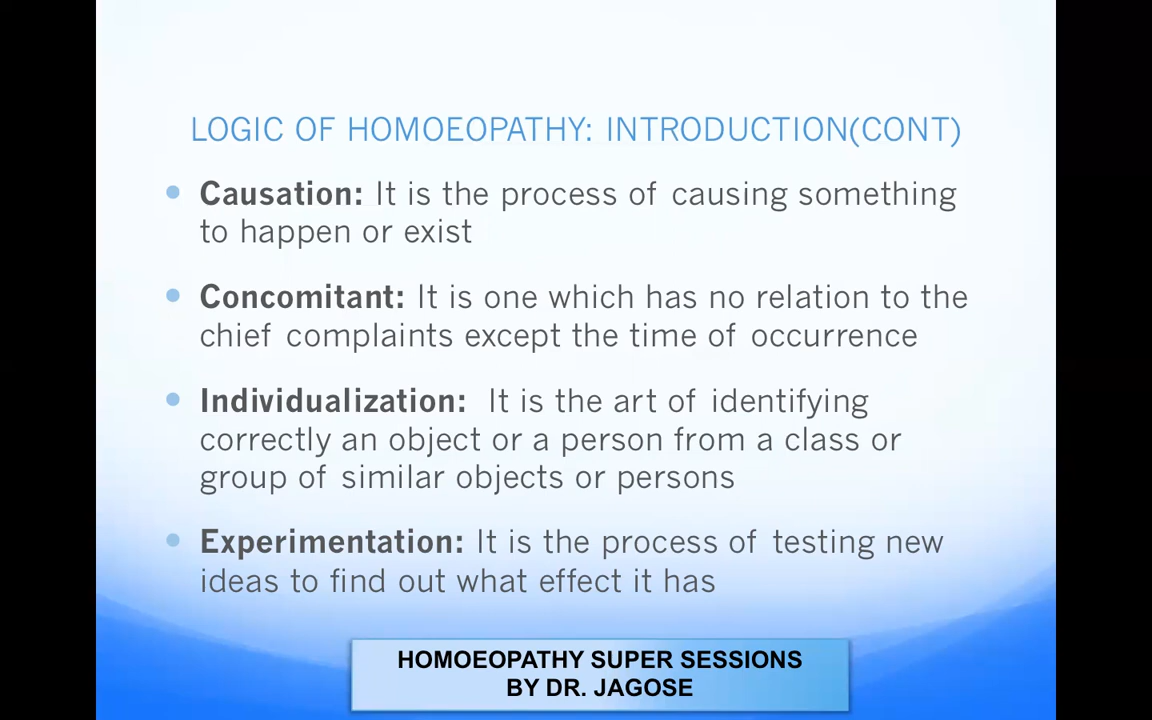 LOGIC OF HOMOEOPATHY: INTRODUCTION(CONT)
• Causation: It is the process of causing something
to happen or exist
• Concomitant: It is one which has no relation to the
chief complaints except the time of occurrence
• Individualization: It is the art of identifying
correctly an object or a person from a class or
group of similar objects or persons
• Experimentation: It is the process of testing new
ideas to find out what effect it has
HOMOEOPATHY SUPER SESSIONS
BY DR. JAGOSE